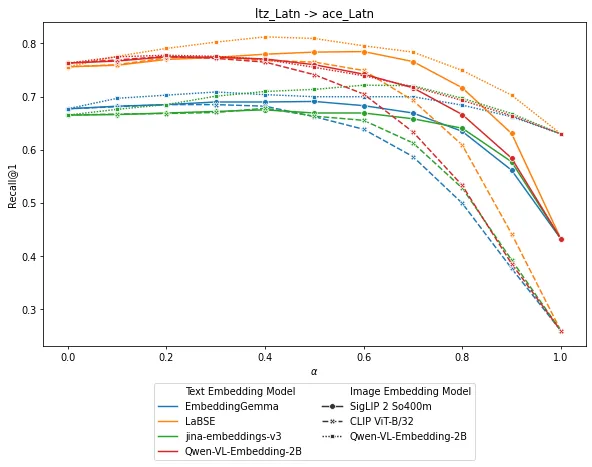 ltz_Latn -> ace_Latn
Recall@1
0.8
0.7
0.6
0.5
0.4
0.3
0.0 0.2 0.4 0.6 0.8 1.0
α
Text Embedding Model Image Embedding Model
EmbeddingGemma SigLIP 2 So400m
LaBSE CLIP ViT-B/32
jina-embeddings-v3 Qwen-VL-Embedding-2B
Qwen-VL-Embedding-2B